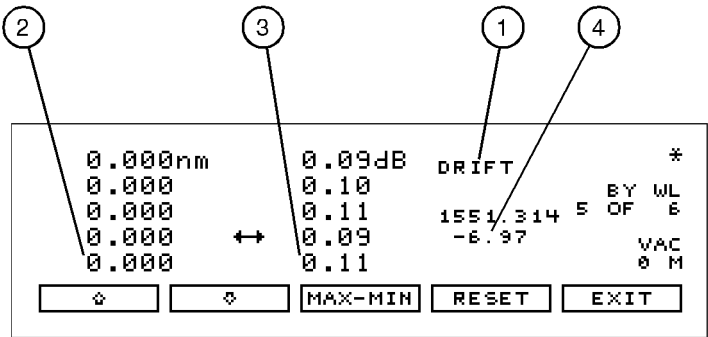 2 3 1 4
0.000nm 0.09dB DRIFT *
0.000 0.10 BY WL
0.000 0.11 1551.314 5 OF 6
0.000 ↔ 0.09 -6.97 VAC
0.000 0.11 0 M
⇧ ⇩ MAX-MIN RESET EXIT